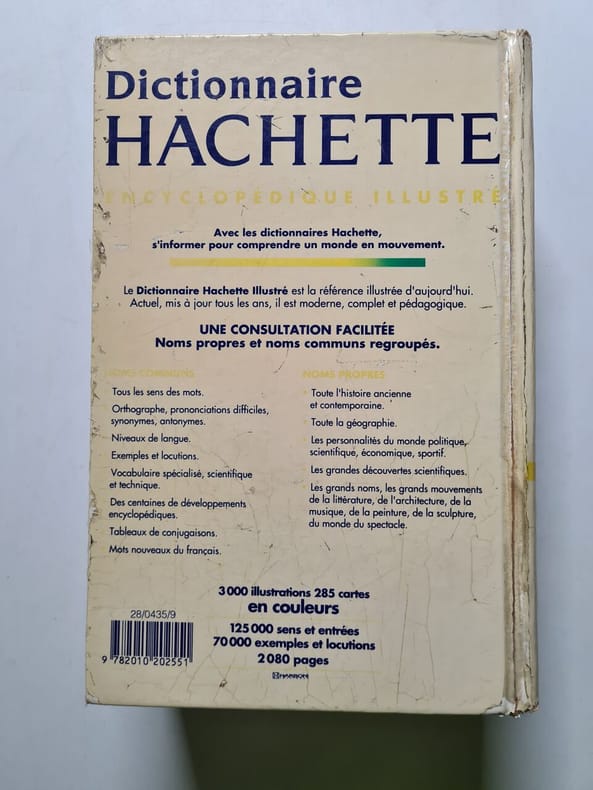 Dictionnaire
HACHETTE
ENCYCLOPÉDIQUE ILLUSTRÉ
Avec les dictionnaires Hachette,
s'informer pour comprendre un monde en mouvement.
Le Dictionnaire Hachette Illustré est la référence illustrée d'aujourd'hui.
Actuel, mis à jour tous les ans, il est moderne, complet et pédagogique.
UNE CONSULTATION FACILITÉE
Noms propres et noms communs regroupés.
NOMS COMMUNS
Tous les sens des mots.
Orthographe, prononciations difficiles,
synonymes, antonymes.
Niveaux de langue.
Exemples et locutions.
Vocabulaire spécialisé, scientifique
et technique.
Des centaines de développements
encyclopédiques.
Tableaux de conjugaisons.
Mots nouveaux du français.
NOMS PROPRES
Toute l'histoire ancienne
et contemporaine.
Toute la géographie.
Les personnalités du monde politique,
scientifique, économique, sportif.
Les grandes découvertes scientifiques.
Les grands noms, les grands mouvements
de la littérature, de l'architecture, de la
musique, de la peinture, de la sculpture,
du monde du spectacle.
3 000 illustrations 285 cartes
en couleurs
125 000 sens et entrées
70 000 exemples et locutions
2 080 pages
28/0435/9
9 782010 202551